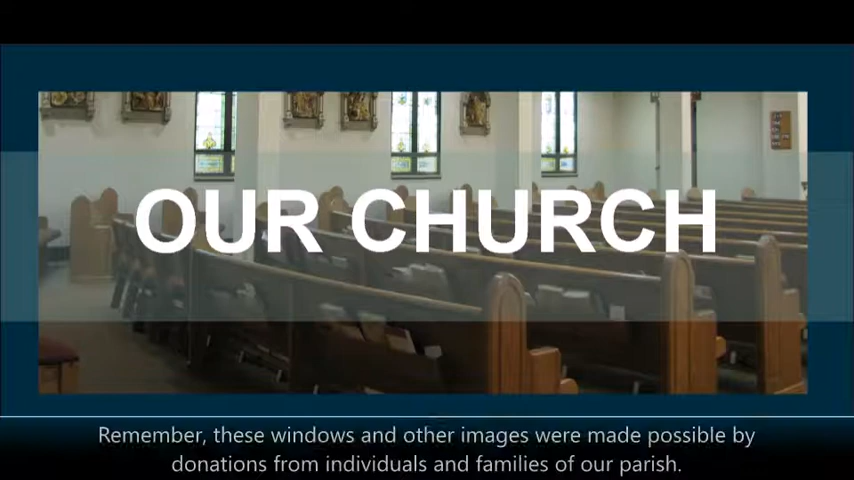 OUR CHURCH
Remember, these windows and other images were made possible by
donations from individuals and families of our parish.